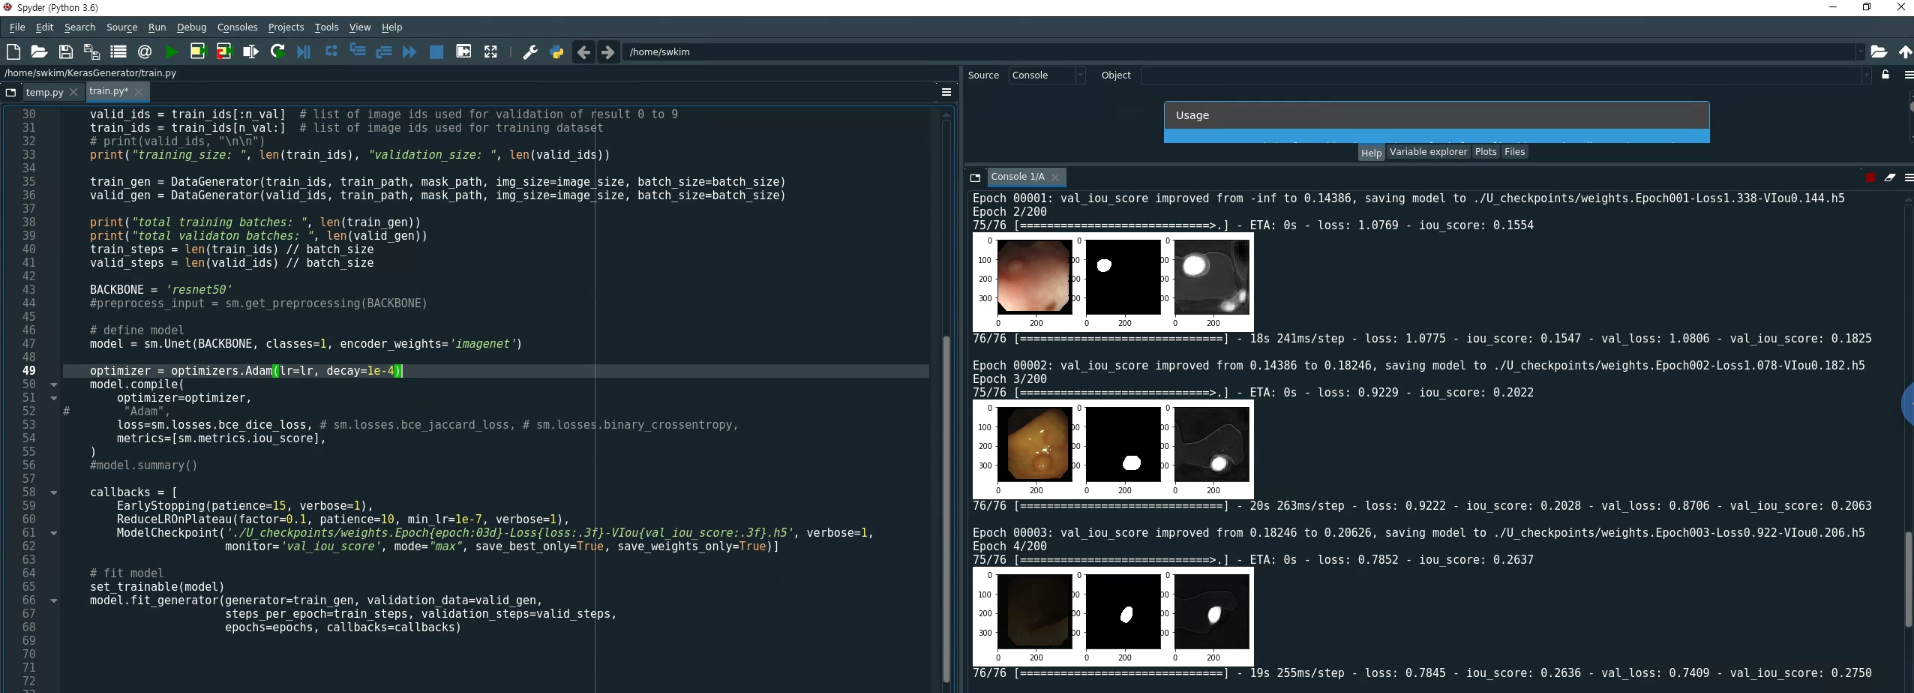 Spyder (Python 3.6)
File Edit Search Source Run Debug Consoles Projects Tools View Help
/home/swkim
/home/swkim/KerasGenerator/train.py
temp.py train.py*
30 valid_ids = train_ids[:n_val] # list of image ids used for validation of result 0 to 9
31 train_ids = train_ids[n_val:] # list of image ids used for training dataset
32 # print(valid_ids, "\n\n")
33 print("training_size: ", len(train_ids), "validation_size: ", len(valid_ids))
34
35 train_gen = DataGenerator(train_ids, train_path, mask_path, img_size=image_size, batch_size=batch_size)
36 valid_gen = DataGenerator(valid_ids, train_path, mask_path, img_size=image_size, batch_size=batch_size)
37
38 print("total training batches: ", len(train_gen))
39 print("total validaton batches: ", len(valid_gen))
40 train_steps = len(train_ids) // batch_size
41 valid_steps = len(valid_ids) // batch_size
42
43 BACKBONE = 'resnet50'
44 #preprocess_input = sm.get_preprocessing(BACKBONE)
45
46 # define model
47 model = sm.Unet(BACKBONE, classes=1, encoder_weights='imagenet')
48
49 optimizer = optimizers.Adam(lr=lr, decay=1e-4)
50 model.compile(
51 optimizer=optimizer,
52 # "Adam",
53 loss=sm.losses.bce_dice_loss, # sm.losses.bce_jaccard_loss, # sm.losses.binary_crossentropy,
54 metrics=[sm.metrics.iou_score],
55 )
56 #model.summary()
57
58 callbacks = [
59 EarlyStopping(patience=15, verbose=1),
60 ReduceLROnPlateau(factor=0.1, patience=10, min_lr=1e-7, verbose=1),
61 ModelCheckpoint('./U_checkpoints/weights.Epoch{epoch:03d}-Loss{loss:.3f}-VIou{val_iou_score:.3f}.h5', verbose=1,
62 monitor='val_iou_score', mode="max", save_best_only=True, save_weights_only=True)]
63
64 # fit model
65 set_trainable(model)
66 model.fit_generator(generator=train_gen, validation_data=valid_gen,
67 steps_per_epoch=train_steps, validation_steps=valid_steps,
68 epochs=epochs, callbacks=callbacks)
69
70
71
72
Source Console Object
Usage
Help Variable explorer Plots Files
Console 1/A
Epoch 00001: val_iou_score improved from -inf to 0.14386, saving model to ./U_checkpoints/weights.Epoch001-Loss1.338-VIou0.144.h5
Epoch 2/200
75/76 [============================>.] - ETA: 0s - loss: 1.0769 - iou_score: 0.1554
0
100
200
300
0 200
0 200
0 200
76/76 [==============================] - 18s 241ms/step - loss: 1.0775 - iou_score: 0.1547 - val_loss: 1.0806 - val_iou_score: 0.1825
Epoch 00002: val_iou_score improved from 0.14386 to 0.18246, saving model to ./U_checkpoints/weights.Epoch002-Loss1.078-VIou0.182.h5
Epoch 3/200
75/76 [============================>.] - ETA: 0s - loss: 0.9229 - iou_score: 0.2022
0
100
200
300
0 200
0 200
0 200
76/76 [==============================] - 20s 263ms/step - loss: 0.9222 - iou_score: 0.2028 - val_loss: 0.8706 - val_iou_score: 0.2063
Epoch 00003: val_iou_score improved from 0.18246 to 0.20626, saving model to ./U_checkpoints/weights.Epoch003-Loss0.922-VIou0.206.h5
Epoch 4/200
75/76 [============================>.] - ETA: 0s - loss: 0.7852 - iou_score: 0.2637
0
100
200
300
0 200
0 200
0 200
76/76 [==============================] - 19s 255ms/step - loss: 0.7845 - iou_score: 0.2636 - val_loss: 0.7409 - val_iou_score: 0.2750